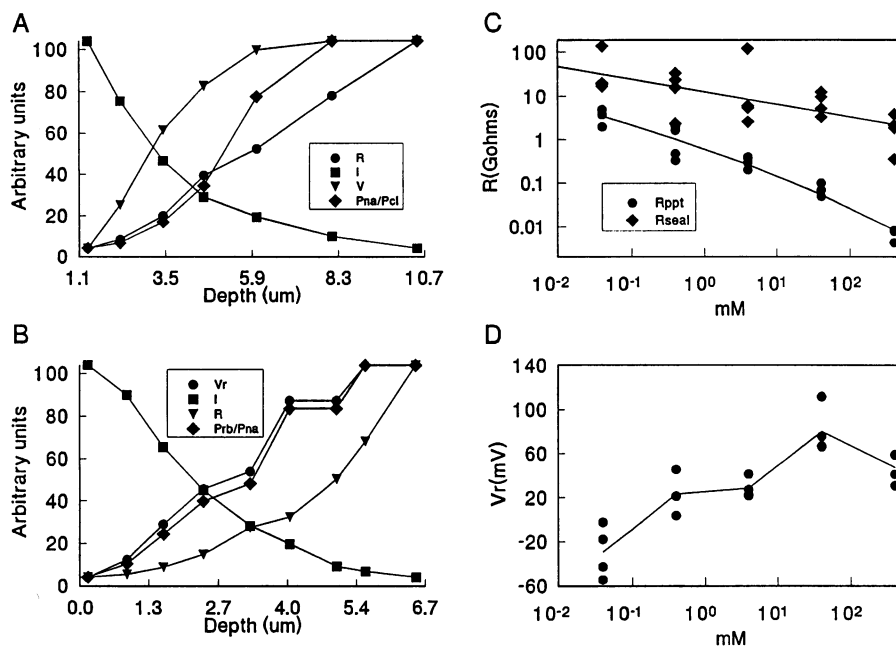 A
Arbitrary units
100
80
60
40
20
0
R
I
V
Pna/Pcl
1.1 3.5 5.9 8.3 10.7
Depth (um)
B
Arbitrary units
100
80
60
40
20
0
Vr
I
R
Prb/Pna
0.0 1.3 2.7 4.0 5.4 6.7
Depth (um)
C
R(Gohms)
100
10
1
0.1
0.01
Rppt
Rseal
10-2 10-1 100 101 102
mM
D
Vr(mV)
140
100
60
20
-20
-60
10-2 10-1 100 101 102
mM